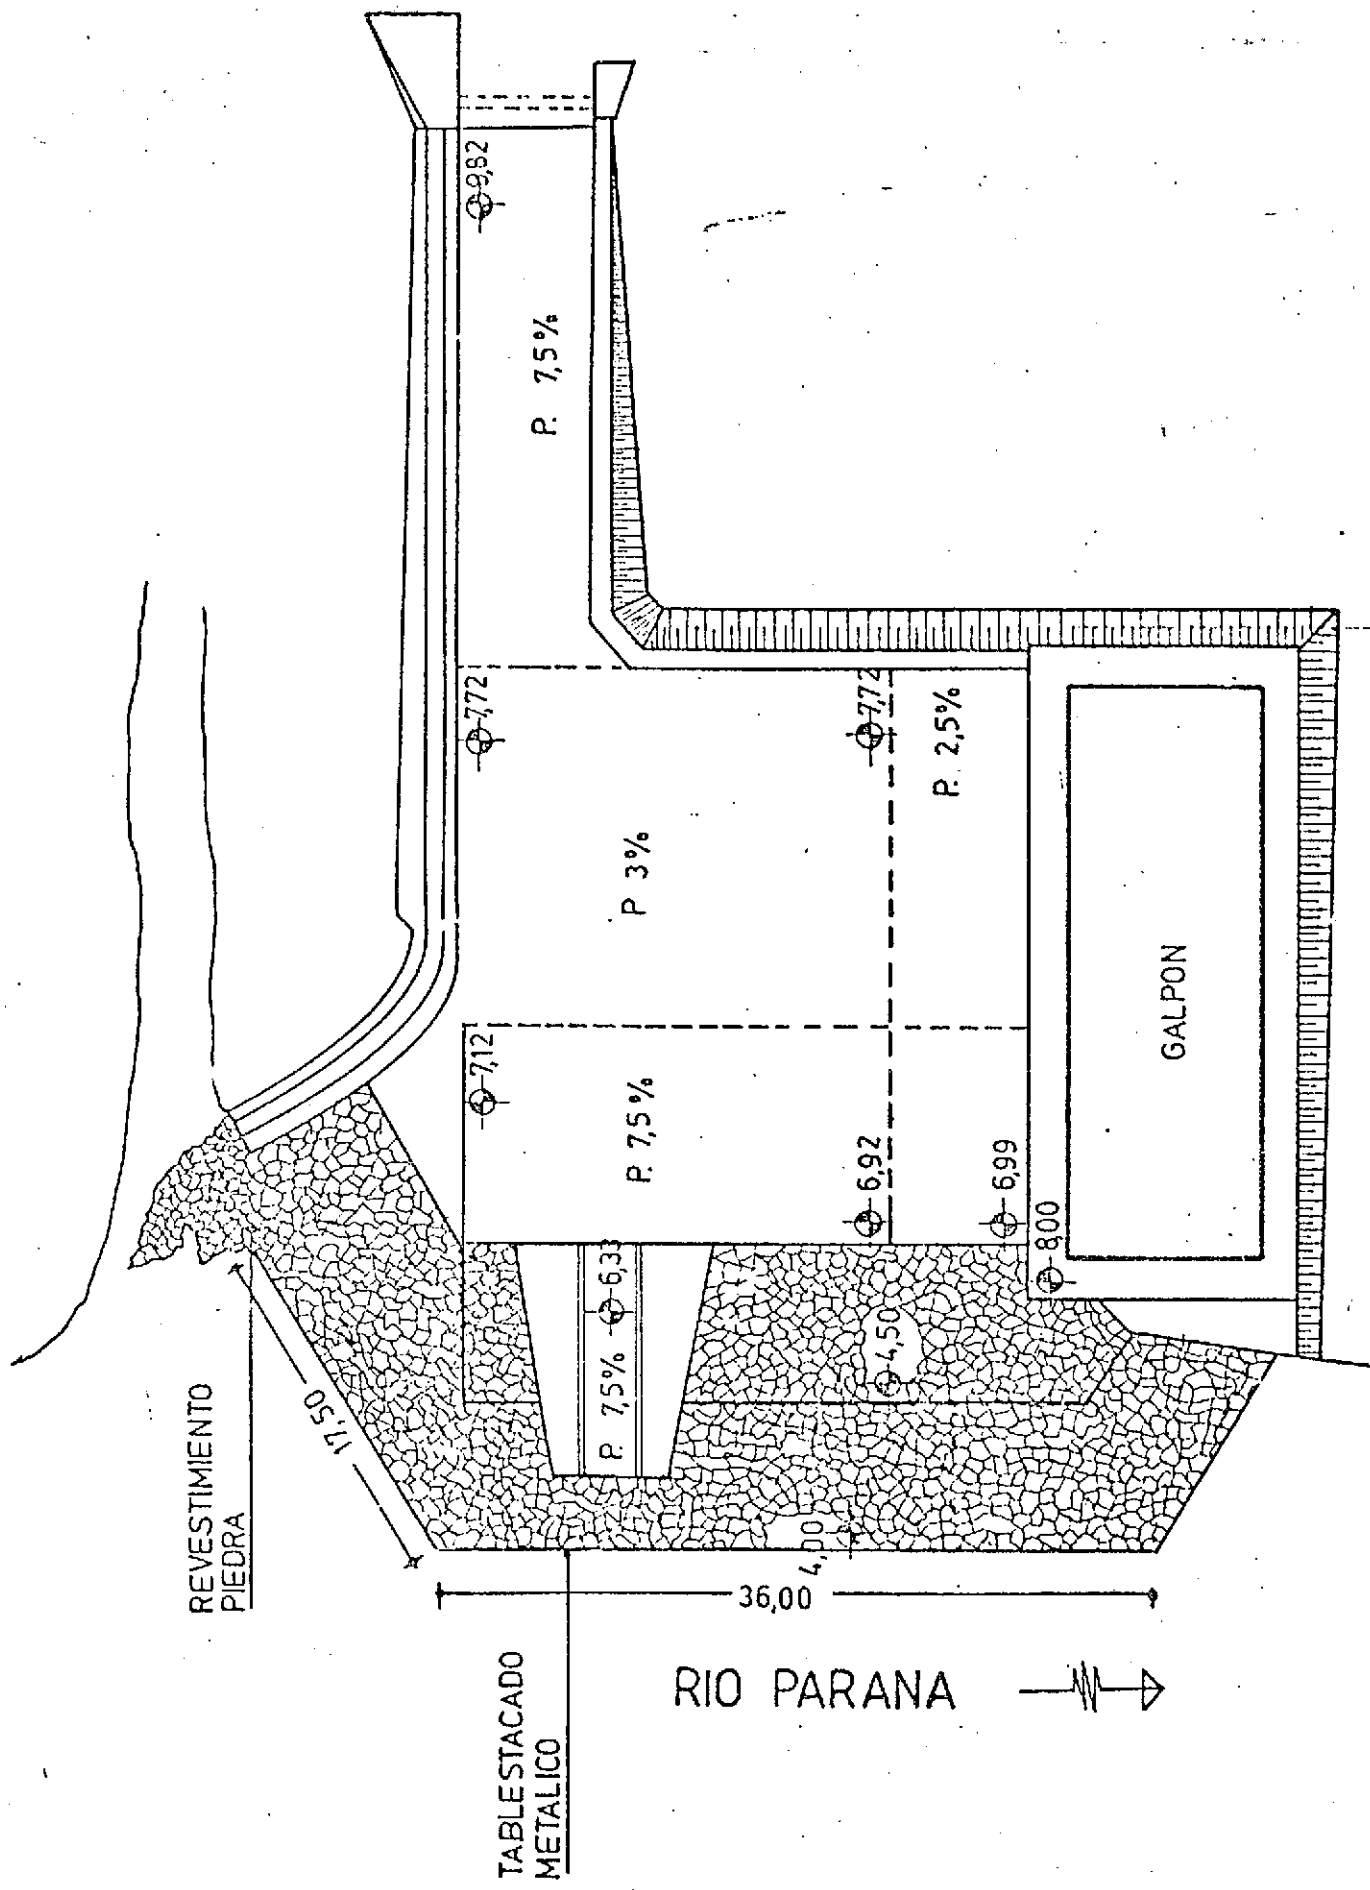 9,82
P. 7,5%
7,72
7,72
P. 2,5%
P 3%
GALPON
7,12
P. 7,5%
6,92
6,99
8,00
6,33
P. 7,5%
4,50
17,50
REVESTIMIENTO
PIEDRA
4,00
36,00
TABLESTACADO
METALICO
RIO PARANA